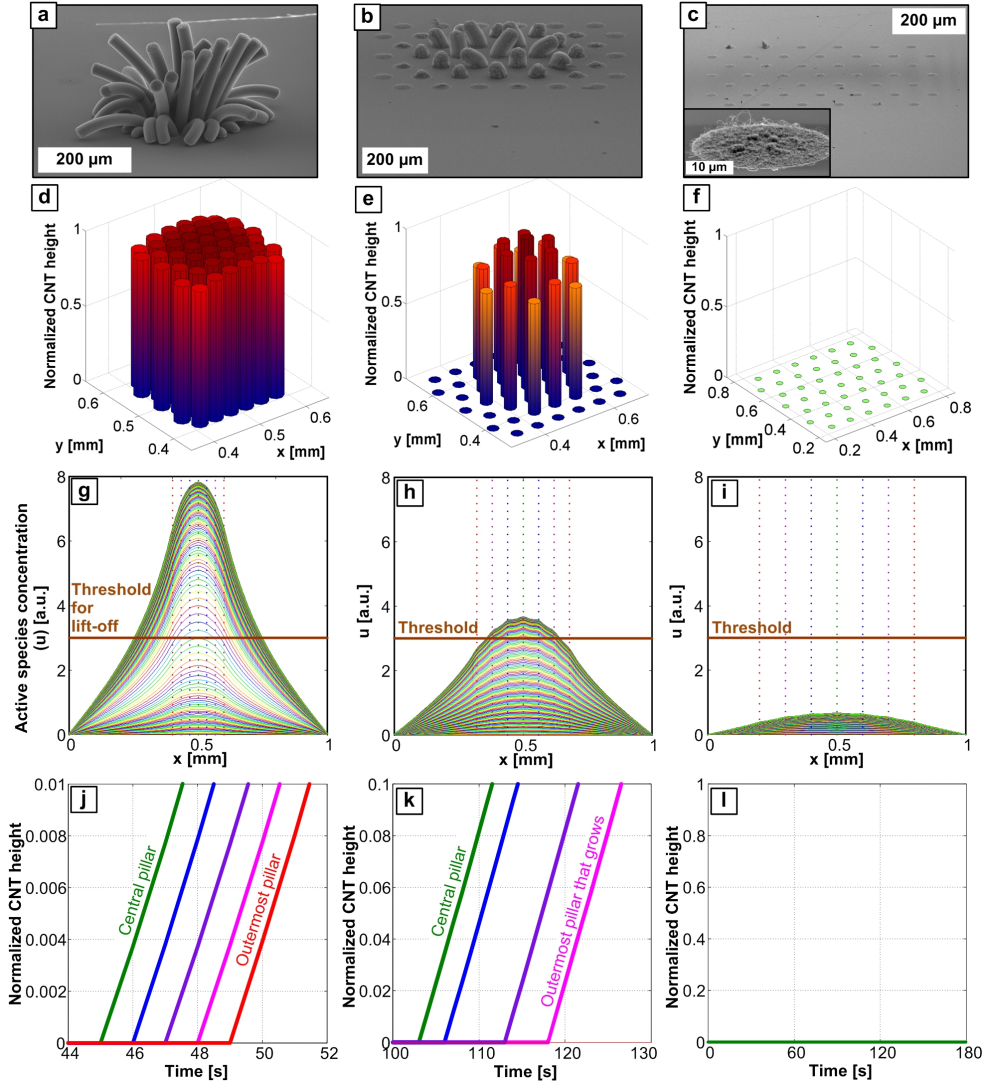 a
200 µm
b
200 µm
c
200 µm
10 µm
d
Normalized CNT height
1
0.5
0
0.6
0.5
0.4
y [mm]
0.4
0.5
0.6
x [mm]
e
Normalized CNT height
1
0.5
0
0.6
0.4
y [mm]
0.4
0.6
x [mm]
f
Normalized CNT height
1
0.5
0
0.8
0.6
0.4
0.2
y [mm]
0.2
0.4
0.6
0.8
x [mm]
g
Active species concentration
(u) [a.u.]
8
6
4
2
0
Threshold
for
lift-off
0
0.5
1
x [mm]
h
u [a.u.]
8
6
4
2
0
Threshold
0
0.5
1
x [mm]
i
u [a.u.]
8
6
4
2
0
Threshold
0
0.5
1
x [mm]
j
Normalized CNT height
0.01
0.008
0.006
0.004
0.002
0
Central pillar
Outermost pillar
44
46
48
50
52
Time [s]
k
Normalized CNT height
0.1
0.08
0.06
0.04
0.02
0
Central pillar
Outermost pillar that grows
100
110
120
130
Time [s]
l
Normalized CNT height
1
0.8
0.6
0.4
0.2
0
0
60
120
180
Time [s]